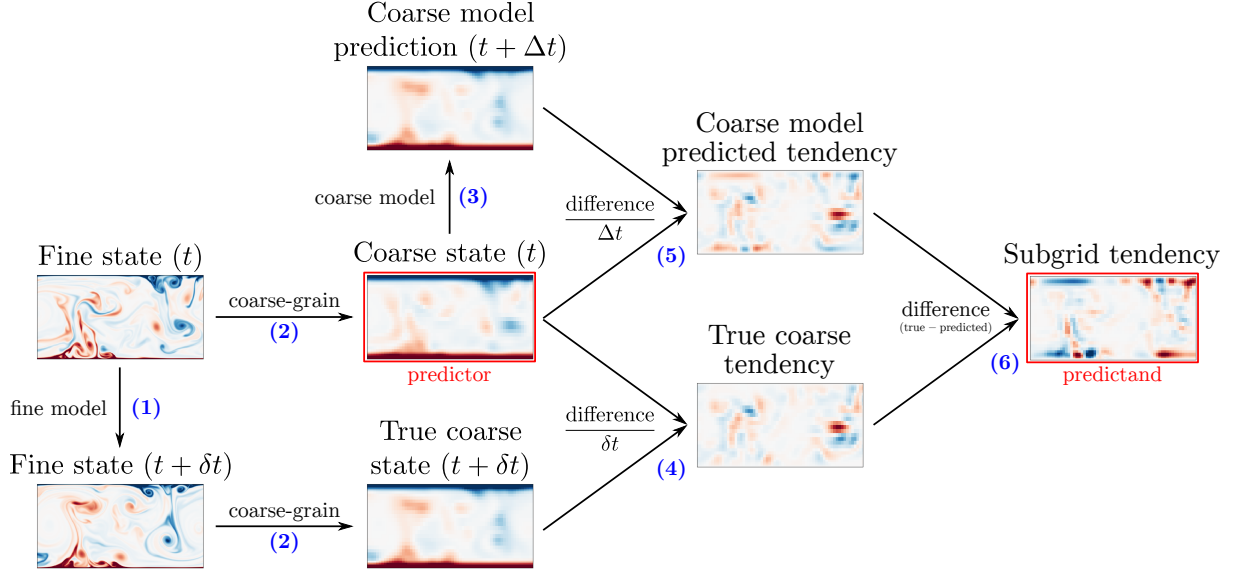 Coarse model
prediction (t + Δt)
coarse model
(3)
Fine state (t)
coarse-grain
(2)
Coarse state (t)
predictor
fine model
(1)
Fine state (t + δt)
coarse-grain
(2)
True coarse
state (t + δt)
difference
Δt
(5)
difference
δt
(4)
Coarse model
predicted tendency
True coarse
tendency
difference
(true − predicted)
(6)
Subgrid tendency
predictand